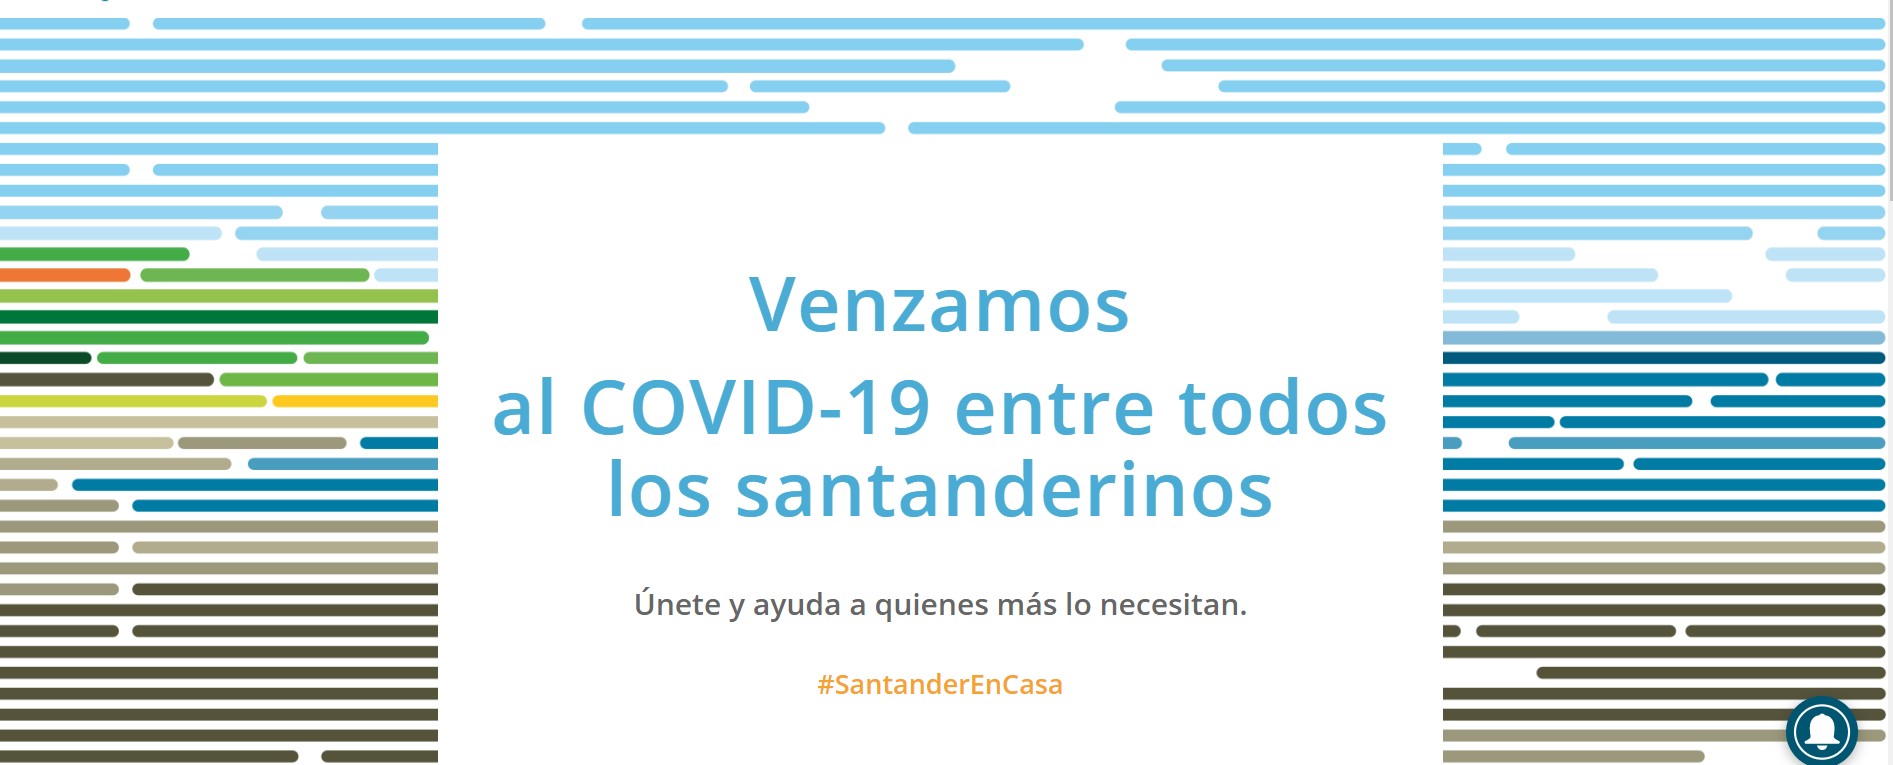 Venzamos
al COVID-19 entre todos
los santanderinos
Únete y ayuda a quienes más lo necesitan.
#SantanderEnCasa